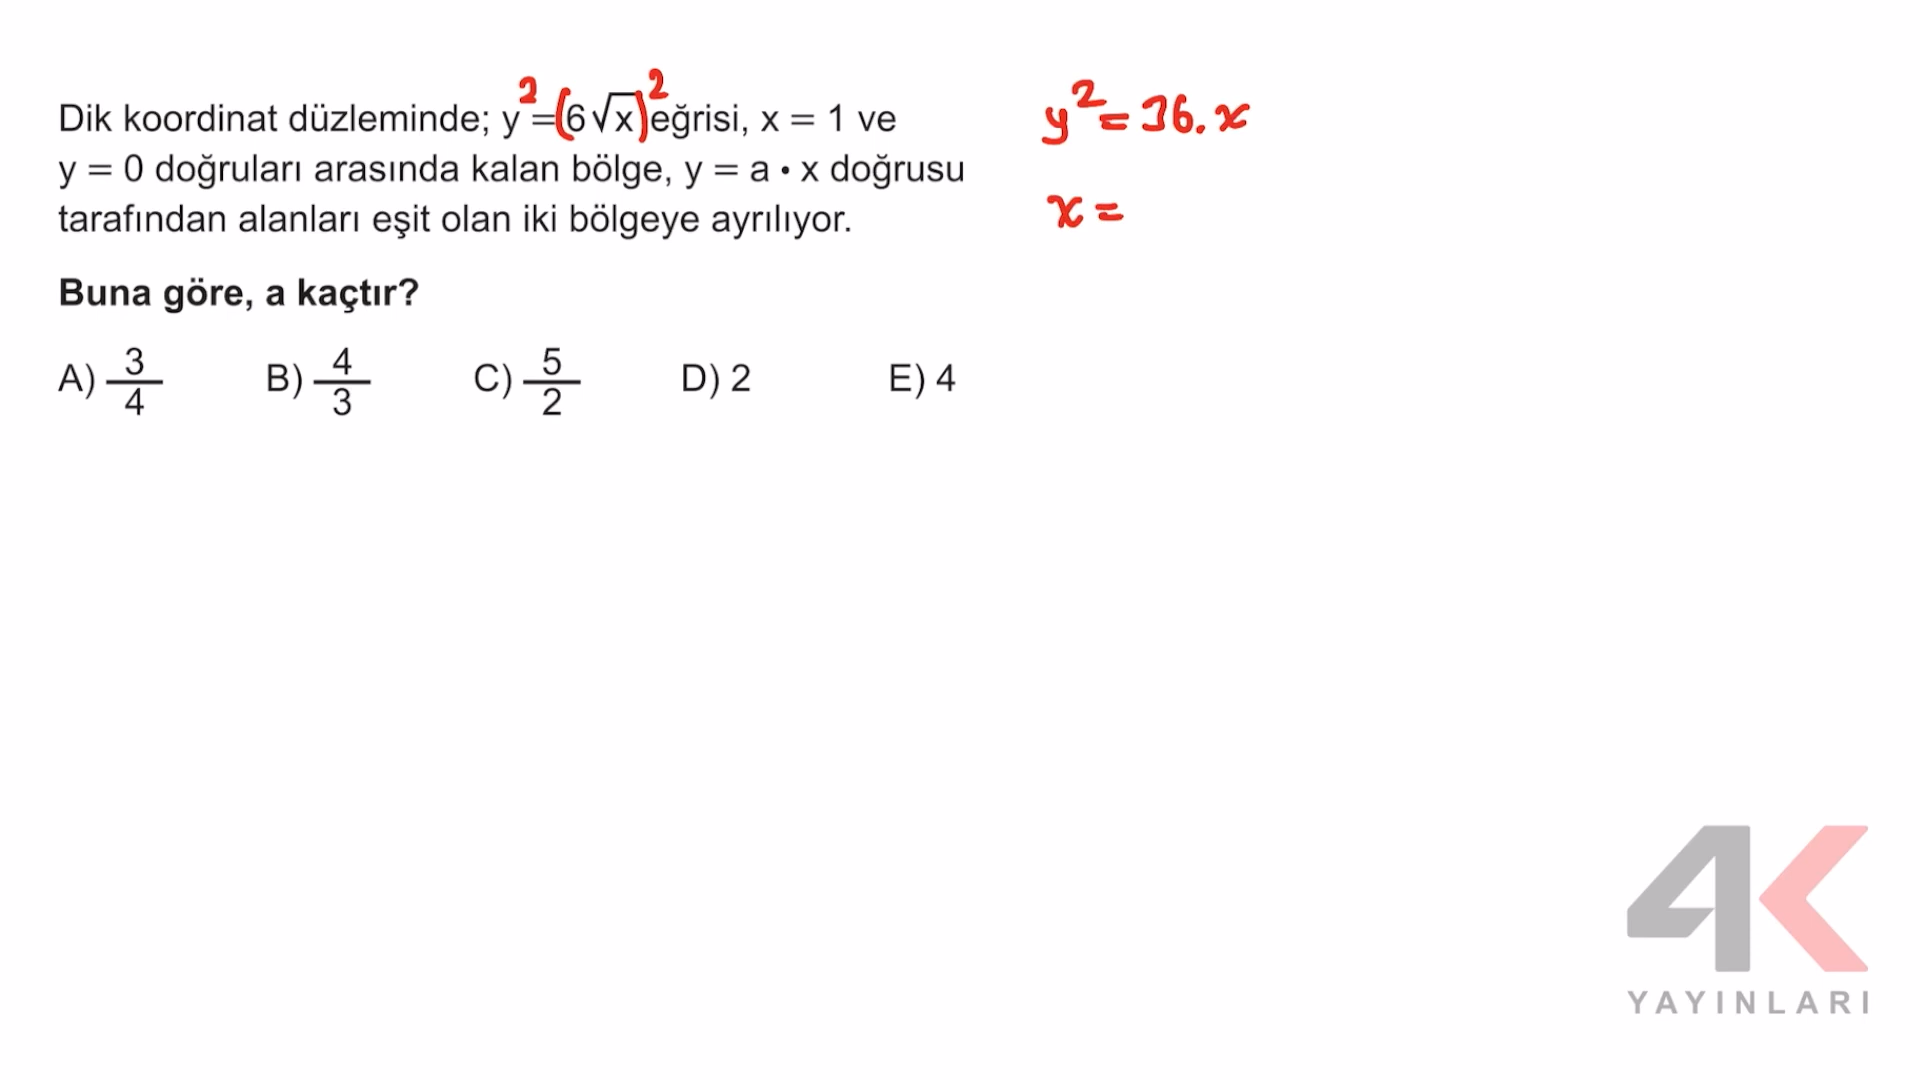 Dik koordinat düzleminde; y²=(6√x)² eğrisi, x = 1 ve
y = 0 doğruları arasında kalan bölge, y = a • x doğrusu
tarafından alanları eşit olan iki bölgeye ayrılıyor.
Buna göre, a kaçtır?
A) 3/4 B) 4/3 C) 5/2 D) 2 E) 4
y² = 36.x
x =
4K
YAYINLARI